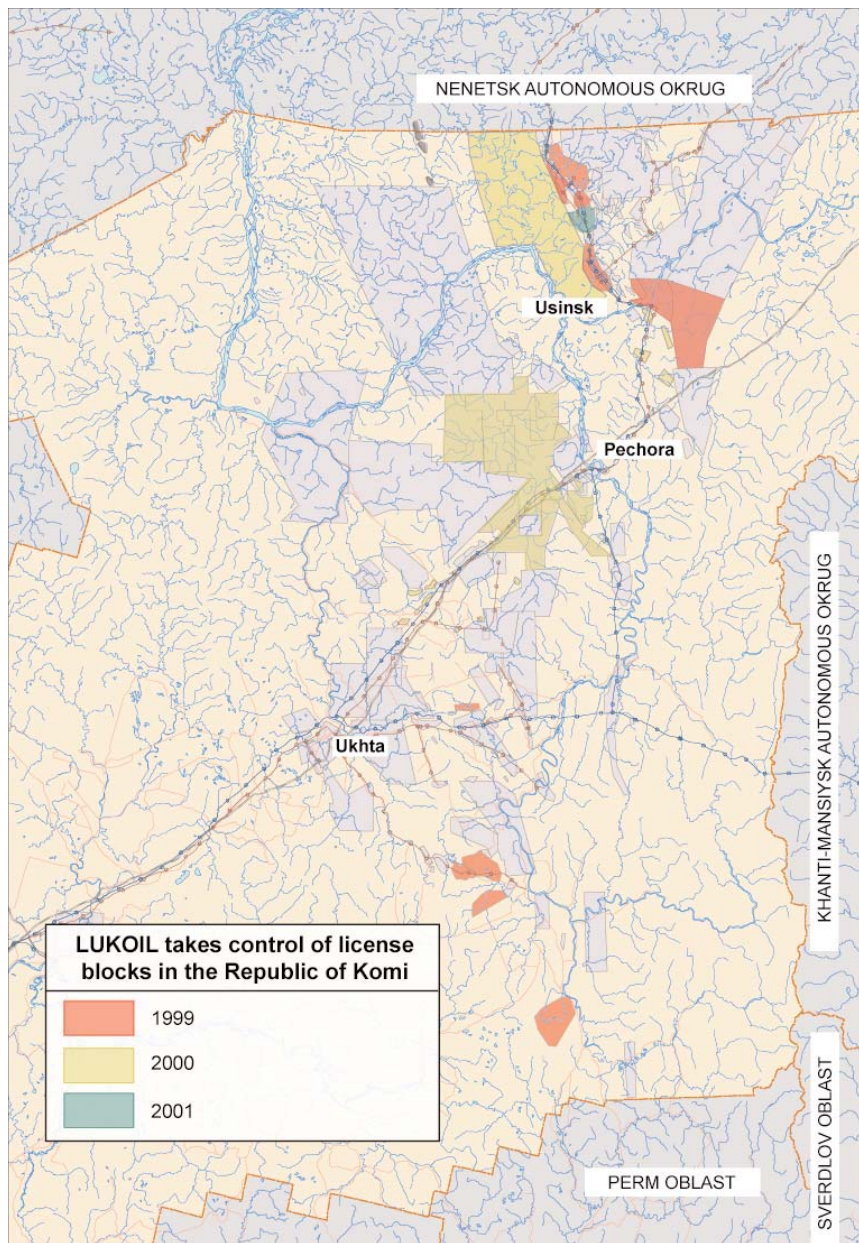 NENETSK AUTONOMOUS OKRUG
Usinsk
Pechora
KHANTI-MANSIYSK AUTONOMOUS OKRUG
Ukhta
LUKOIL takes control of license
blocks in the Republic of Komi
1999
2000
2001
SVERDLOV OBLAST
PERM OBLAST